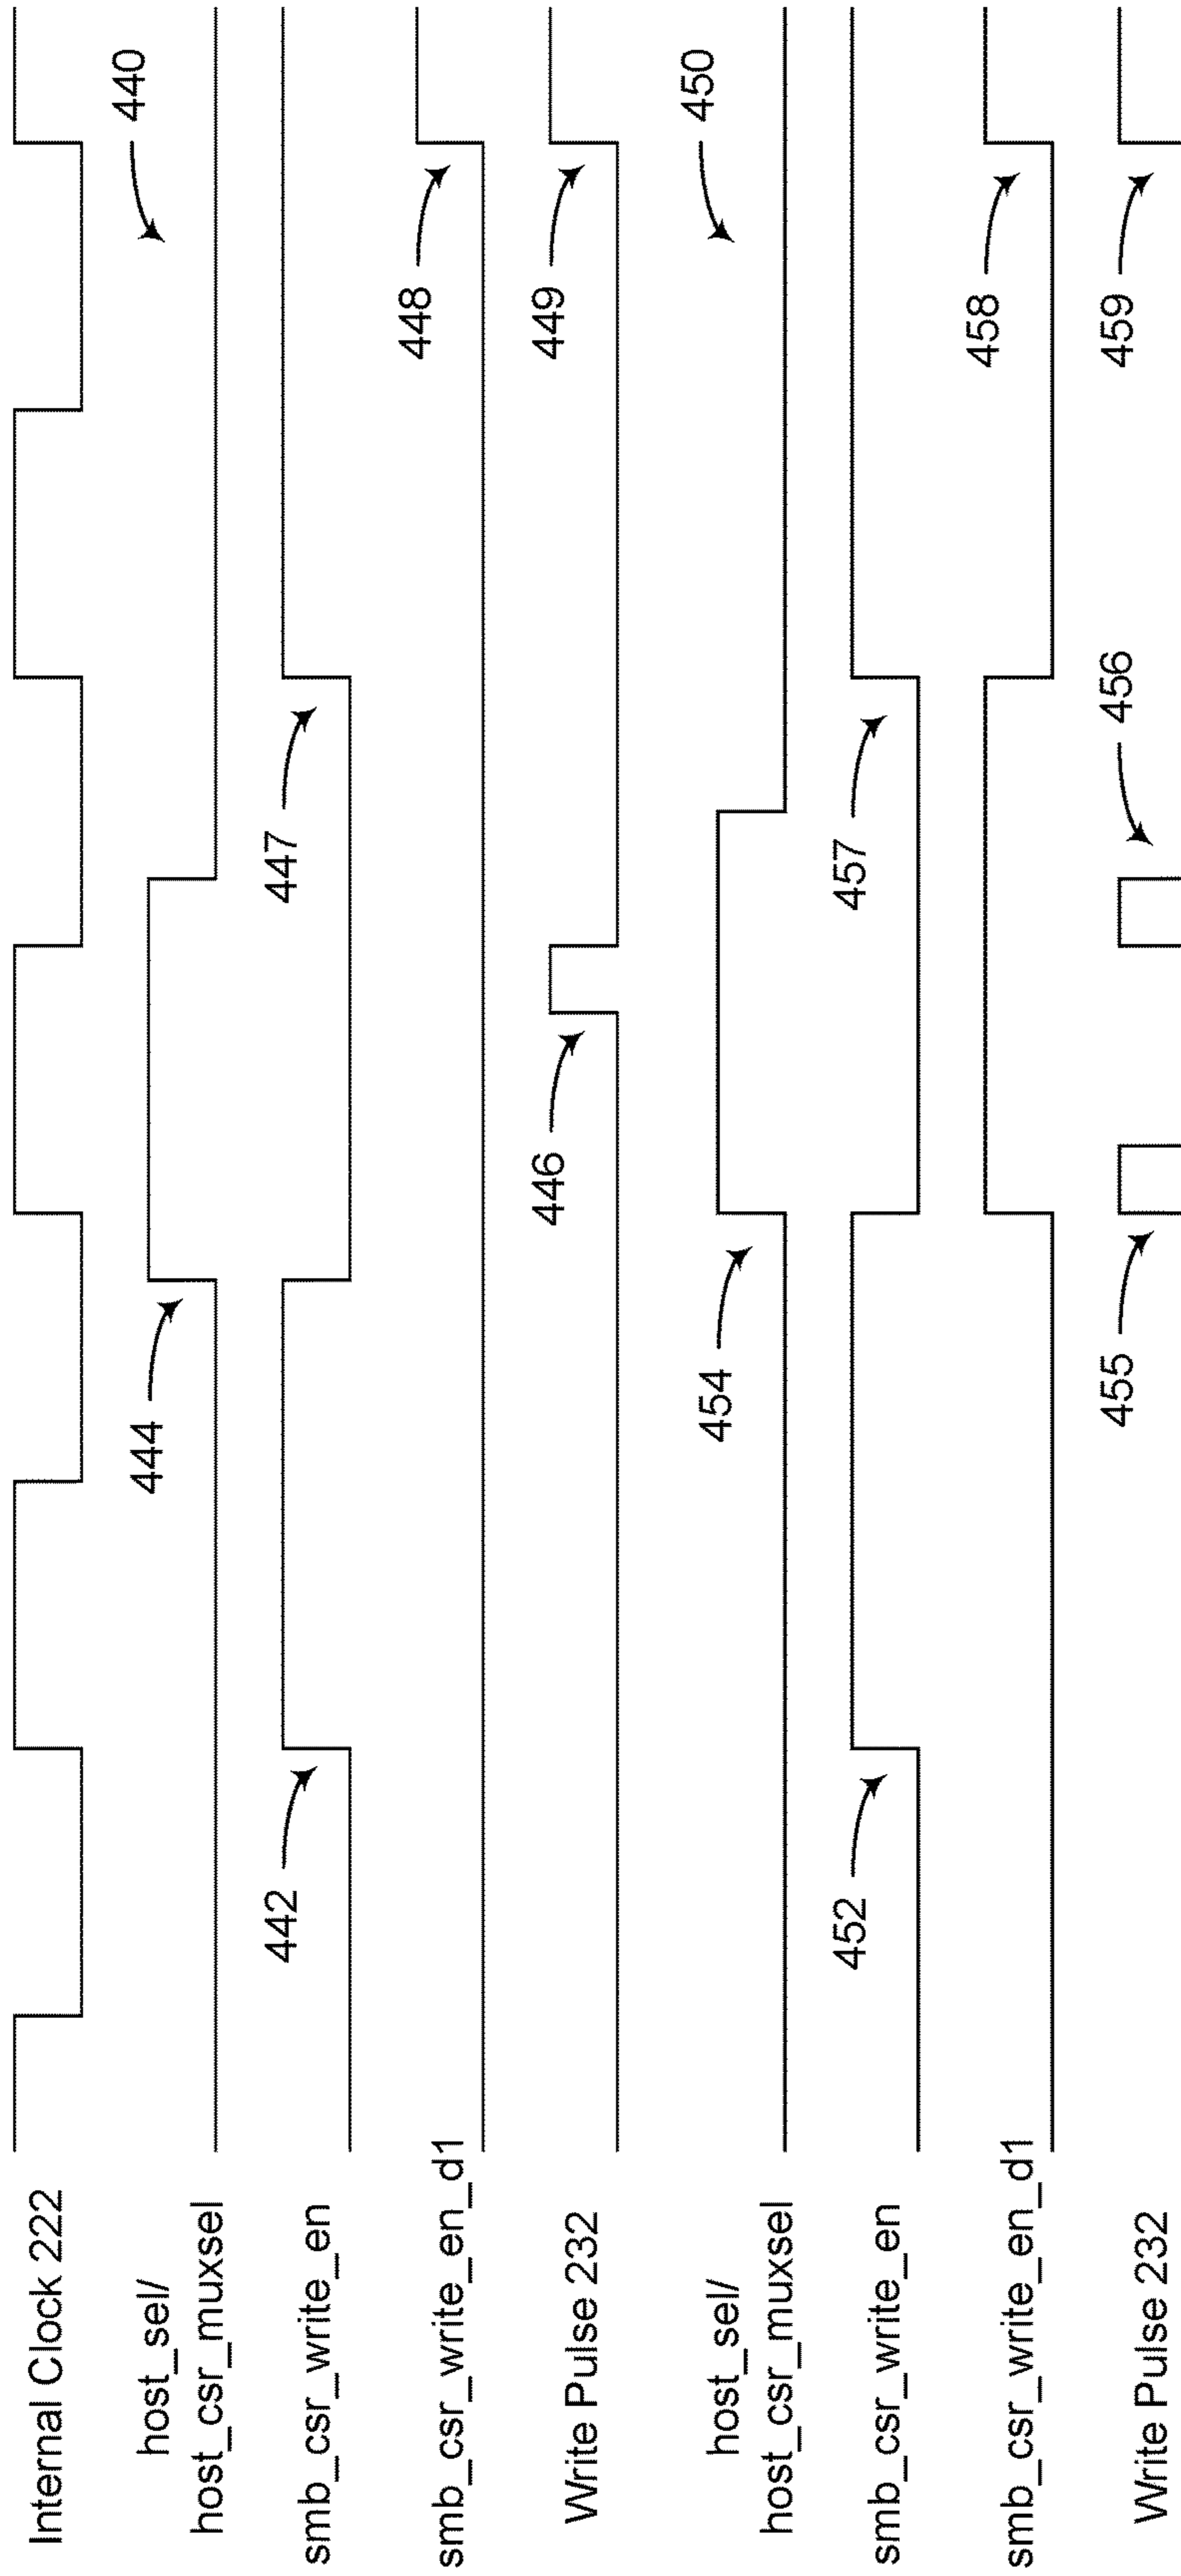 Internal Clock 222
440
host_sel/
host_csr_muxsel
444
smb_csr_write_en
442
447
smb_csr_write_en_d1
448
Write Pulse 232
446
449
450
host_sel/
host_csr_muxsel
454
smb_csr_write_en
452
457
smb_csr_write_en_d1
458
Write Pulse 232
455
456
459